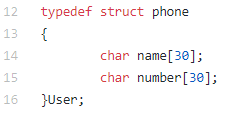 12 typedef struct phone
13 {
14 char name[30];
15 char number[30];
16 }User;